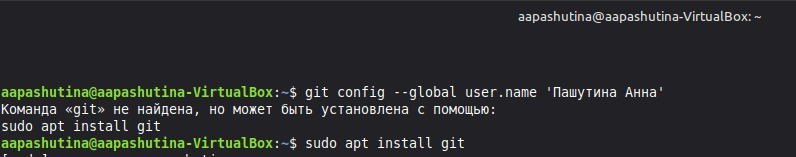 aapashutina@aapashutina-VirtualBox: ~
aapashutina@aapashutina-VirtualBox:~$ git config --global user.name 'Пашутина Анна'
Команда «git» не найдена, но может быть установлена с помощью:
sudo apt install git
aapashutina@aapashutina-VirtualBox:~$ sudo apt install git